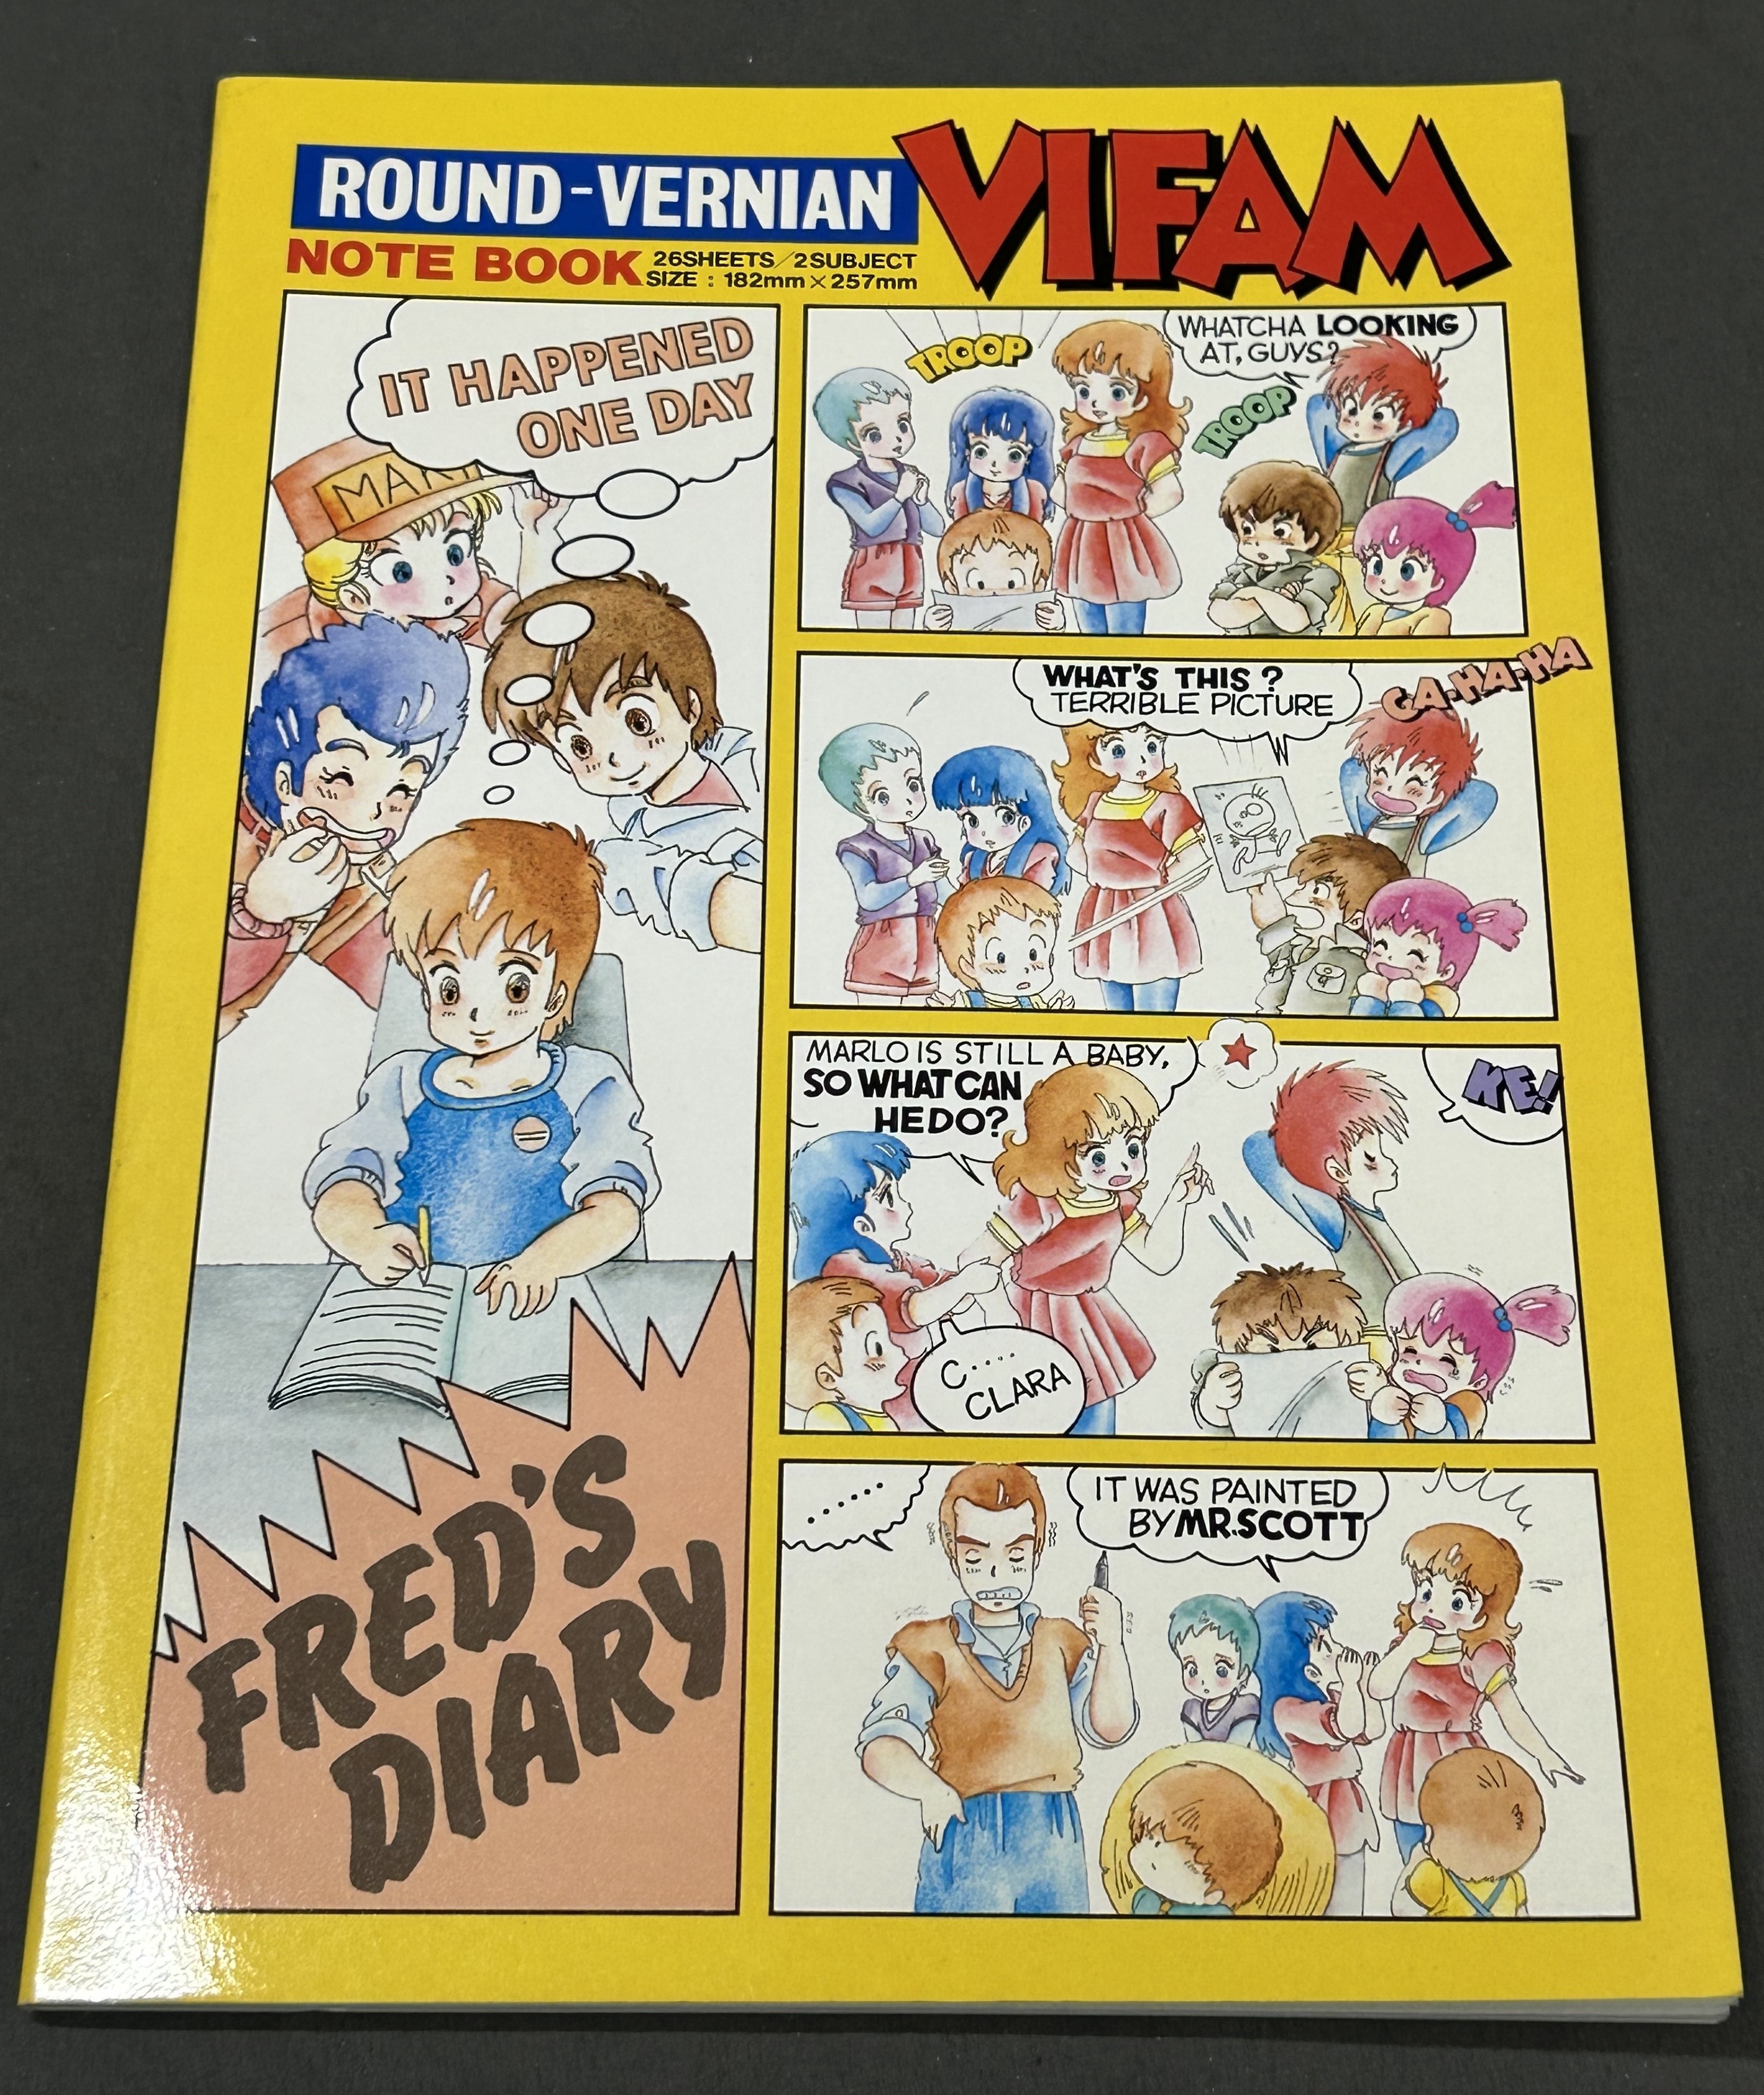 ROUND-VERNIAN
VIFAM
NOTE BOOK
26SHEETS/2SUBJECT
SIZE : 182mm×257mm
IT HAPPENED
ONE DAY
FRED'S
DIARY
TROOP
WHATCHA LOOKING
AT, GUYS?
TROOP
WHAT'S THIS?
TERRIBLE PICTURE
GA-HA-HA
MARLO IS STILL A BABY,
SO WHAT CAN
HE DO?
KE!!
C.....
CLARA
......
IT WAS PAINTED
BY MR.SCOTT